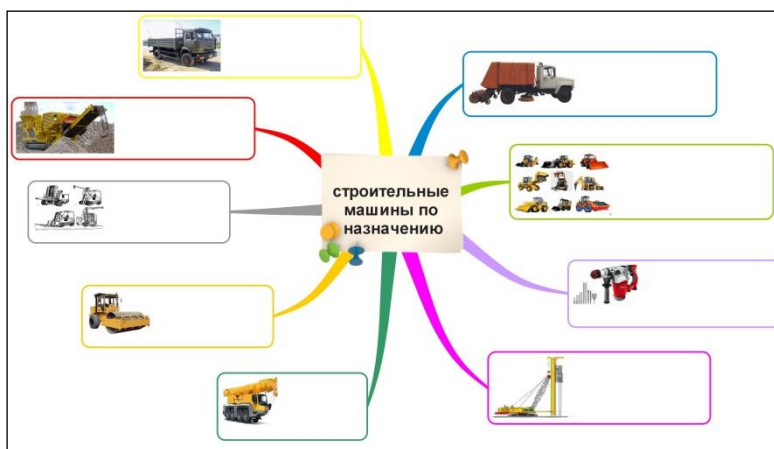 строительные
машины по
назначению